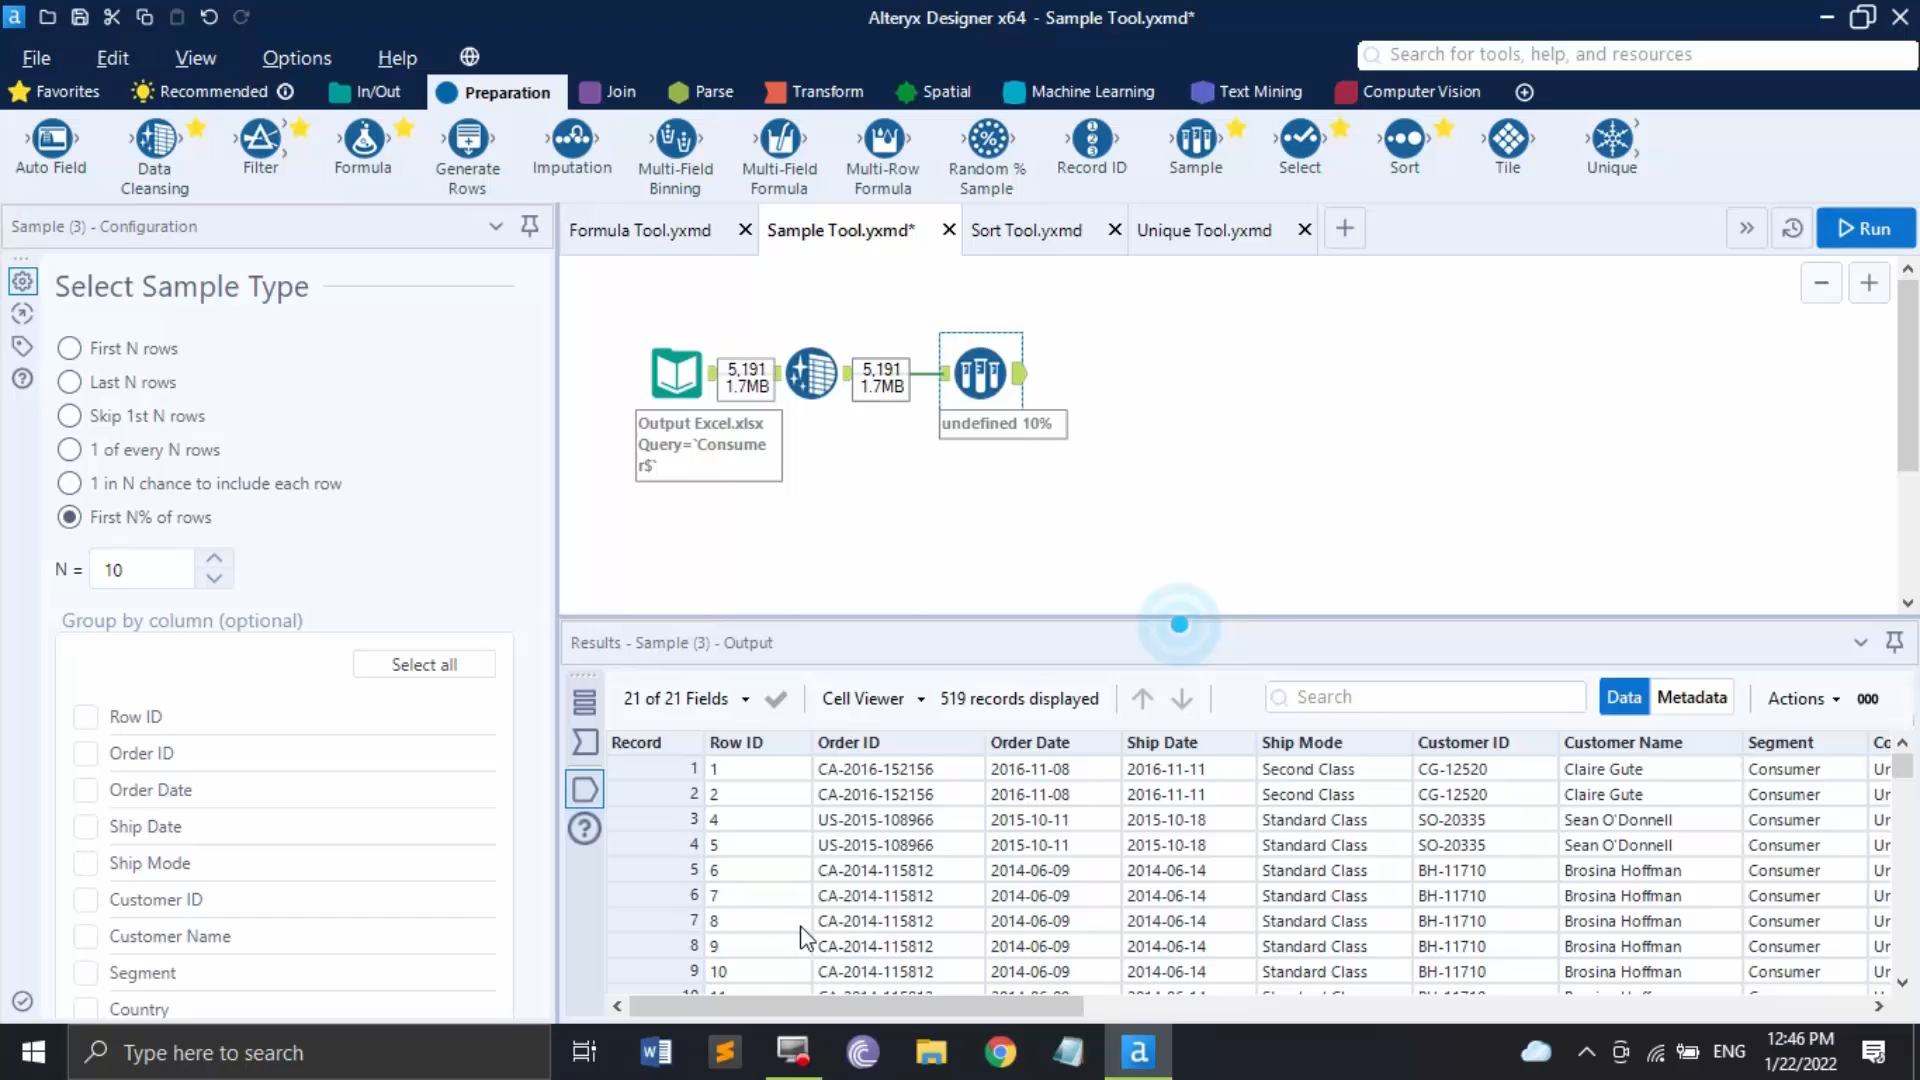 Alteryx Designer x64 - Sample Tool.yxmd*
File Edit View Options Help
Search for tools, help, and resources
Favorites Recommended In/Out Preparation Join Parse Transform Spatial Machine Learning Text Mining Computer Vision
Auto Field
Data
Cleansing
Filter
Formula
Generate
Rows
Imputation
Multi-Field
Binning
Multi-Field
Formula
Multi-Row
Formula
Random %
Sample
Record ID
Sample
Select
Sort
Tile
Unique
Sample (3) - Configuration
Select Sample Type
First N rows
Last N rows
Skip 1st N rows
1 of every N rows
1 in N chance to include each row
First N% of rows
N = 10
Group by column (optional)
Select all
Row ID
Order ID
Order Date
Ship Date
Ship Mode
Customer ID
Customer Name
Segment
Country
Formula Tool.yxmd Sample Tool.yxmd* Sort Tool.yxmd Unique Tool.yxmd
Run
5,191
1.7MB
5,191
1.7MB
Output Excel.xlsx
Query=`Consume
r$`
undefined 10%
Results - Sample (3) - Output
21 of 21 Fields Cell Viewer 519 records displayed Search Data Metadata Actions 000
Record Row ID Order ID Order Date Ship Date Ship Mode Customer ID Customer Name Segment Co
1 1 CA-2016-152156 2016-11-08 2016-11-11 Second Class CG-12520 Claire Gute Consumer Ur
2 2 CA-2016-152156 2016-11-08 2016-11-11 Second Class CG-12520 Claire Gute Consumer Ur
3 4 US-2015-108966 2015-10-11 2015-10-18 Standard Class SO-20335 Sean O'Donnell Consumer Ur
4 5 US-2015-108966 2015-10-11 2015-10-18 Standard Class SO-20335 Sean O'Donnell Consumer Ur
5 6 CA-2014-115812 2014-06-09 2014-06-14 Standard Class BH-11710 Brosina Hoffman Consumer Ur
6 7 CA-2014-115812 2014-06-09 2014-06-14 Standard Class BH-11710 Brosina Hoffman Consumer Ur
7 8 CA-2014-115812 2014-06-09 2014-06-14 Standard Class BH-11710 Brosina Hoffman Consumer Ur
8 9 CA-2014-115812 2014-06-09 2014-06-14 Standard Class BH-11710 Brosina Hoffman Consumer Ur
9 10 CA-2014-115812 2014-06-09 2014-06-14 Standard Class BH-11710 Brosina Hoffman Consumer Ur
Type here to search
ENG
12:46 PM
1/22/2022